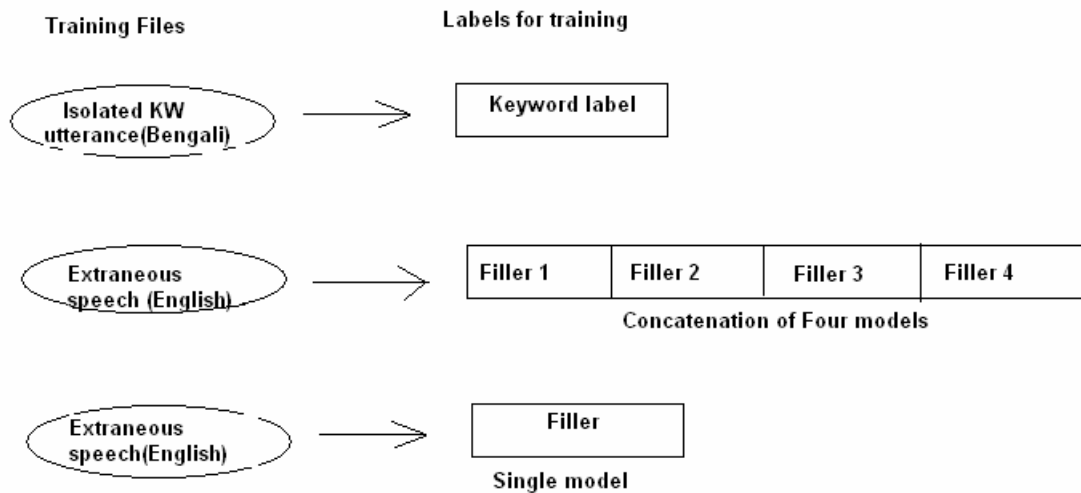 Training Files
Labels for training
Isolated KW
utterance(Bengali)
Keyword label
Extraneous
speech (English)
Filler 1
Filler 2
Filler 3
Filler 4
Concatenation of Four models
Extraneous
speech(English)
Filler
Single model